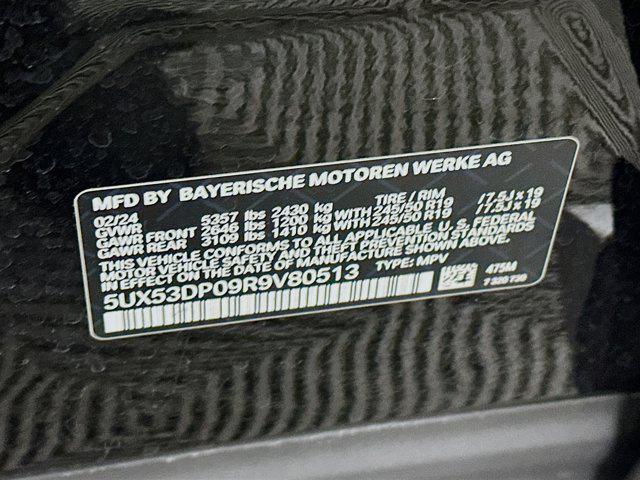 MFD BY BAYERISCHE MOTOREN WERKE AG
02/24 TIRE / RIM
GVWR 5357 lbs 2430 kg
GAWR FRONT 2646 lbs 1200 kg WITH 245/50 R19 / 7.5J x 19
GAWR REAR 3109 lbs 1410 kg WITH 245/50 R19 / 7.5J x 19
THIS VEHICLE CONFORMS TO ALL APPLICABLE U. S. FEDERAL
MOTOR VEHICLE SAFETY AND THEFT PREVENTION STANDARDS
IN EFFECT ON THE DATE OF MANUFACTURE SHOWN ABOVE.
5UX53DP09R9V80513 TYPE: MPV
475M
7 320 730